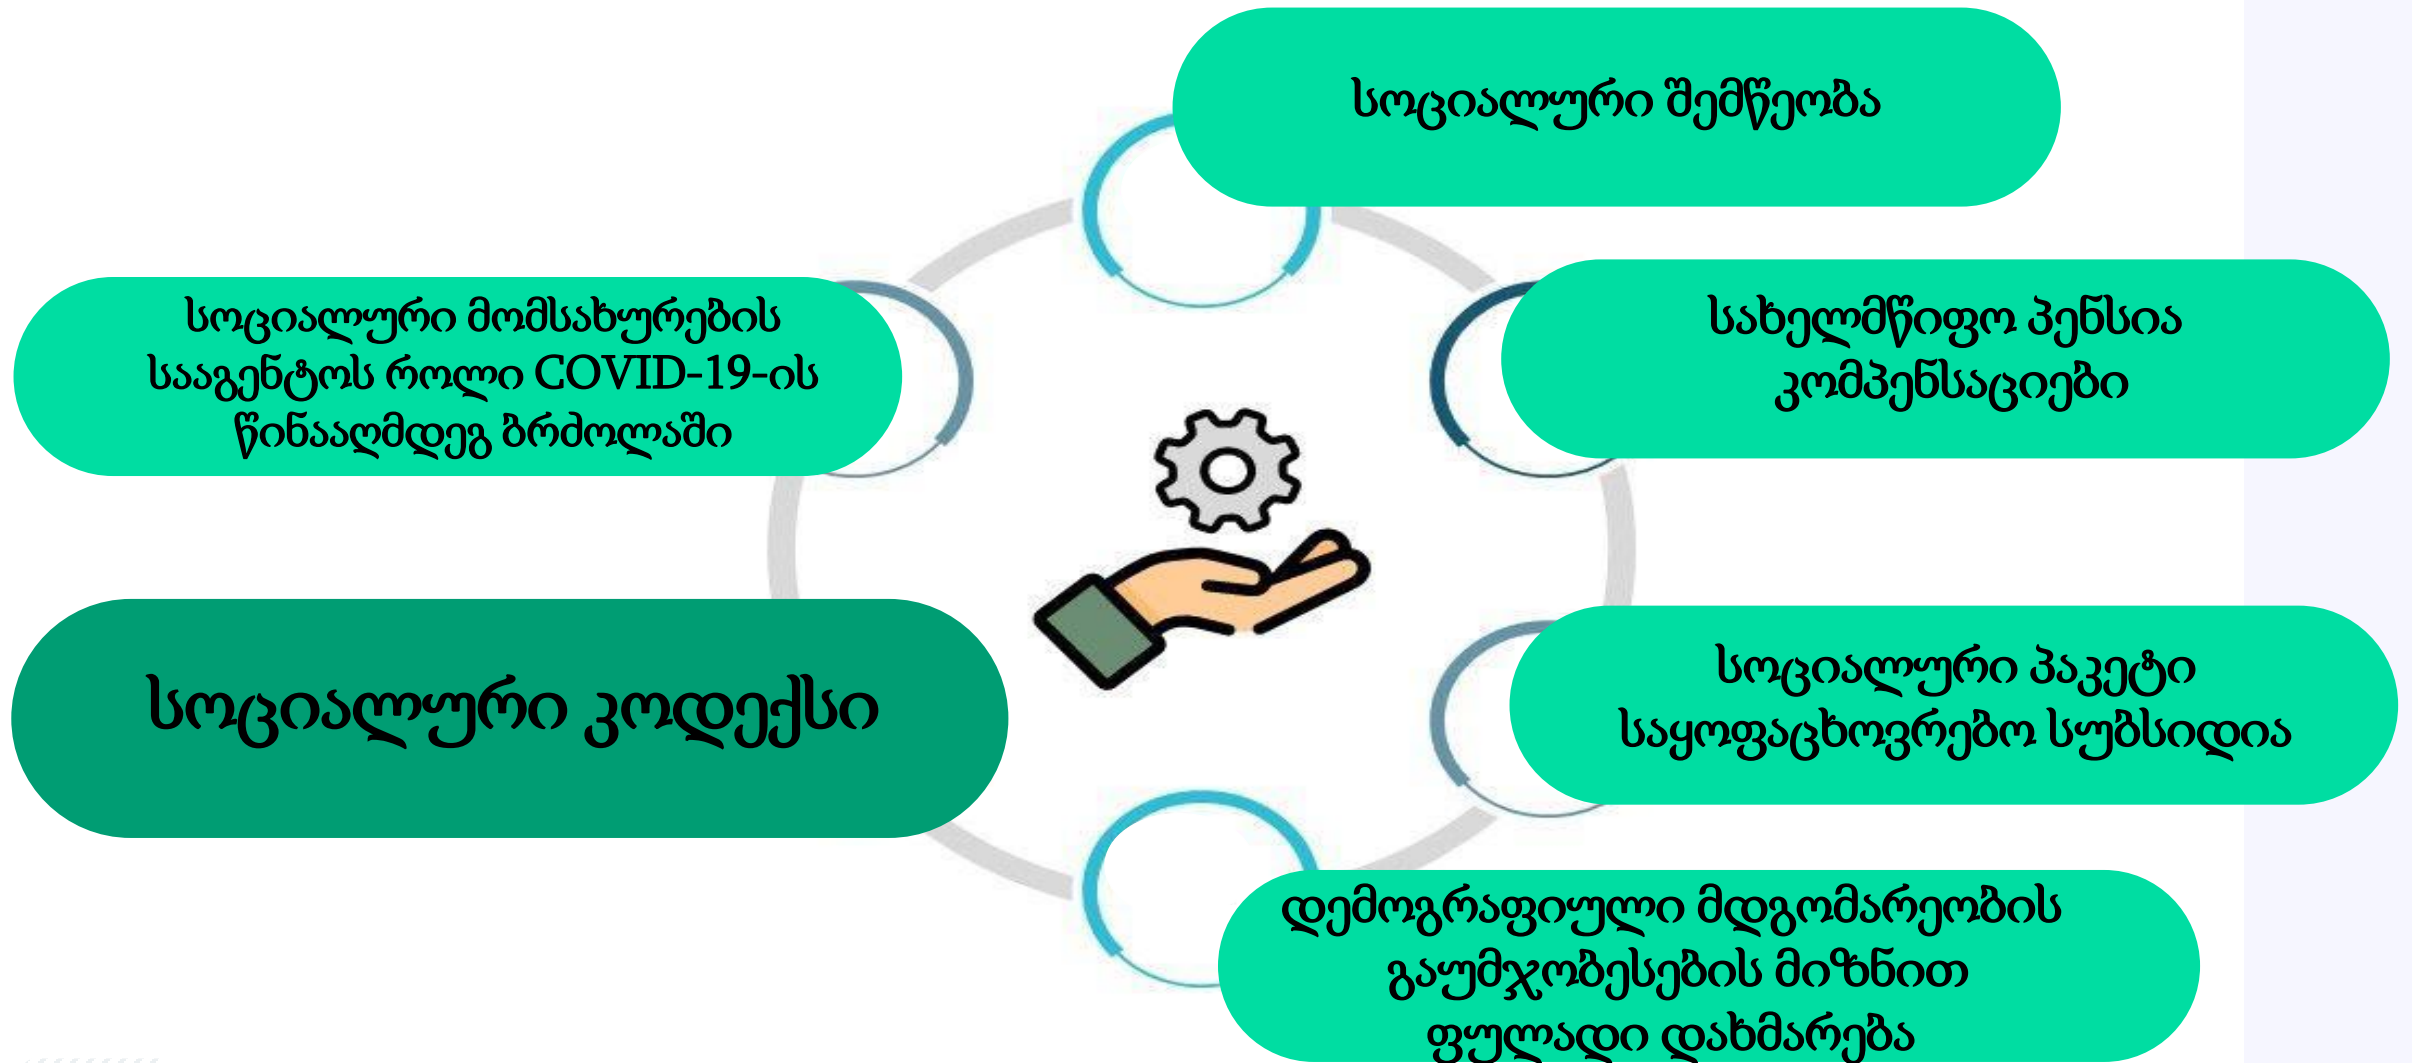 სოციალური შემწეობა
სახელმწიფო პენსია
კომპენსაციები
სოციალური პაკეტი
საყოფაცხოვრებო სუბსიდია
დემოგრაფიული მდგომარეობის
გაუმჯობესების მიზნით
ფულადი დახმარება
სოციალური კოდექსი
სოციალური მომსახურების
სააგენტოს როლი COVID-19-ის
წინააღმდეგ ბრძოლაში